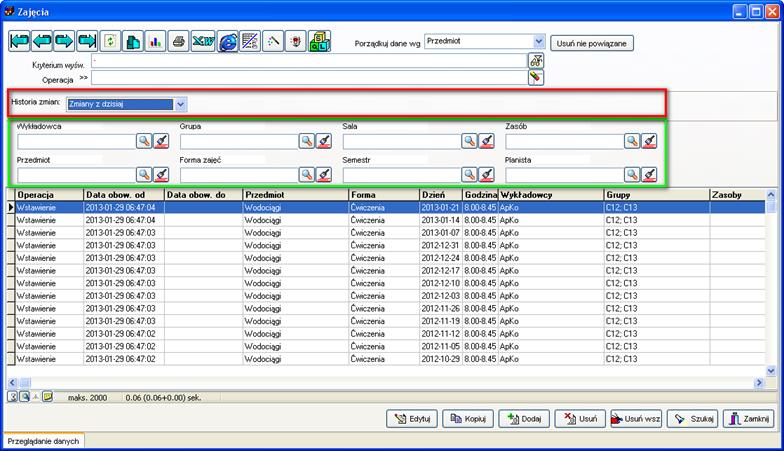 Zajęcia
Porządkuj dane wg Przedmiot Usuń nie powiązane
Kryterium wyśw. -
Operacja >>
Historia zmian: Zmiany z dzisiaj
Wykładowca Grupa Sala Zasób
Przedmiot Forma zajęć Semestr Planista
Operacja Data obow. od Data obow. do Przedmiot Forma Dzień Godzina Wykładowcy Grupy Zasoby
Wstawienie 2013-01-29 06:47:04 Wodociągi Ćwiczenia 2013-01-21 8.00-8.45 ApKo C12; C13
Wstawienie 2013-01-29 06:47:04 Wodociągi Ćwiczenia 2013-01-14 8.00-8.45 ApKo C12; C13
Wstawienie 2013-01-29 06:47:03 Wodociągi Ćwiczenia 2013-01-07 8.00-8.45 ApKo C12; C13
Wstawienie 2013-01-29 06:47:03 Wodociągi Ćwiczenia 2012-12-31 8.00-8.45 ApKo C12; C13
Wstawienie 2013-01-29 06:47:03 Wodociągi Ćwiczenia 2012-12-24 8.00-8.45 ApKo C12; C13
Wstawienie 2013-01-29 06:47:03 Wodociągi Ćwiczenia 2012-12-17 8.00-8.45 ApKo C12; C13
Wstawienie 2013-01-29 06:47:03 Wodociągi Ćwiczenia 2012-12-10 8.00-8.45 ApKo C12; C13
Wstawienie 2013-01-29 06:47:03 Wodociągi Ćwiczenia 2012-12-03 8.00-8.45 ApKo C12; C13
Wstawienie 2013-01-29 06:47:03 Wodociągi Ćwiczenia 2012-11-26 8.00-8.45 ApKo C12; C13
Wstawienie 2013-01-29 06:47:03 Wodociągi Ćwiczenia 2012-11-19 8.00-8.45 ApKo C12; C13
Wstawienie 2013-01-29 06:47:02 Wodociągi Ćwiczenia 2012-11-12 8.00-8.45 ApKo C12; C13
Wstawienie 2013-01-29 06:47:02 Wodociągi Ćwiczenia 2012-11-05 8.00-8.45 ApKo C12; C13
Wstawienie 2013-01-29 06:47:02 Wodociągi Ćwiczenia 2012-10-29 8.00-8.45 ApKo C12; C13
maks. 2000 0.06 (0.06+0.00) sek.
Edytuj Kopiuj Dodaj Usuń Usuń wsz Szukaj Zamknij
Przeglądanie danych